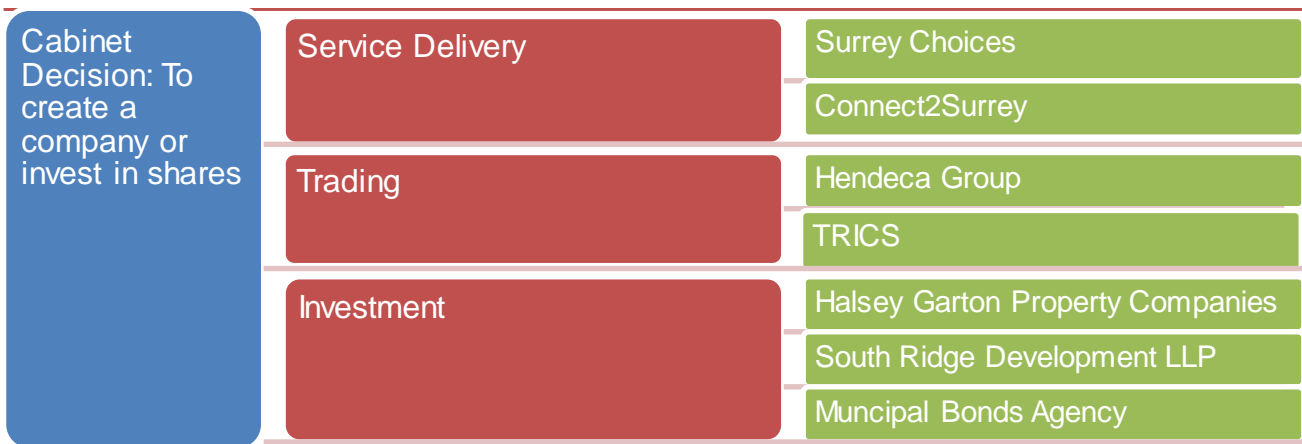 Cabinet
Decision: To
create a
company or
invest in shares
Service Delivery
Surrey Choices
Connect2Surrey
Trading
Hendeca Group
TRICS
Investment
Halsey Garton Property Companies
South Ridge Development LLP
Muncipal Bonds Agency